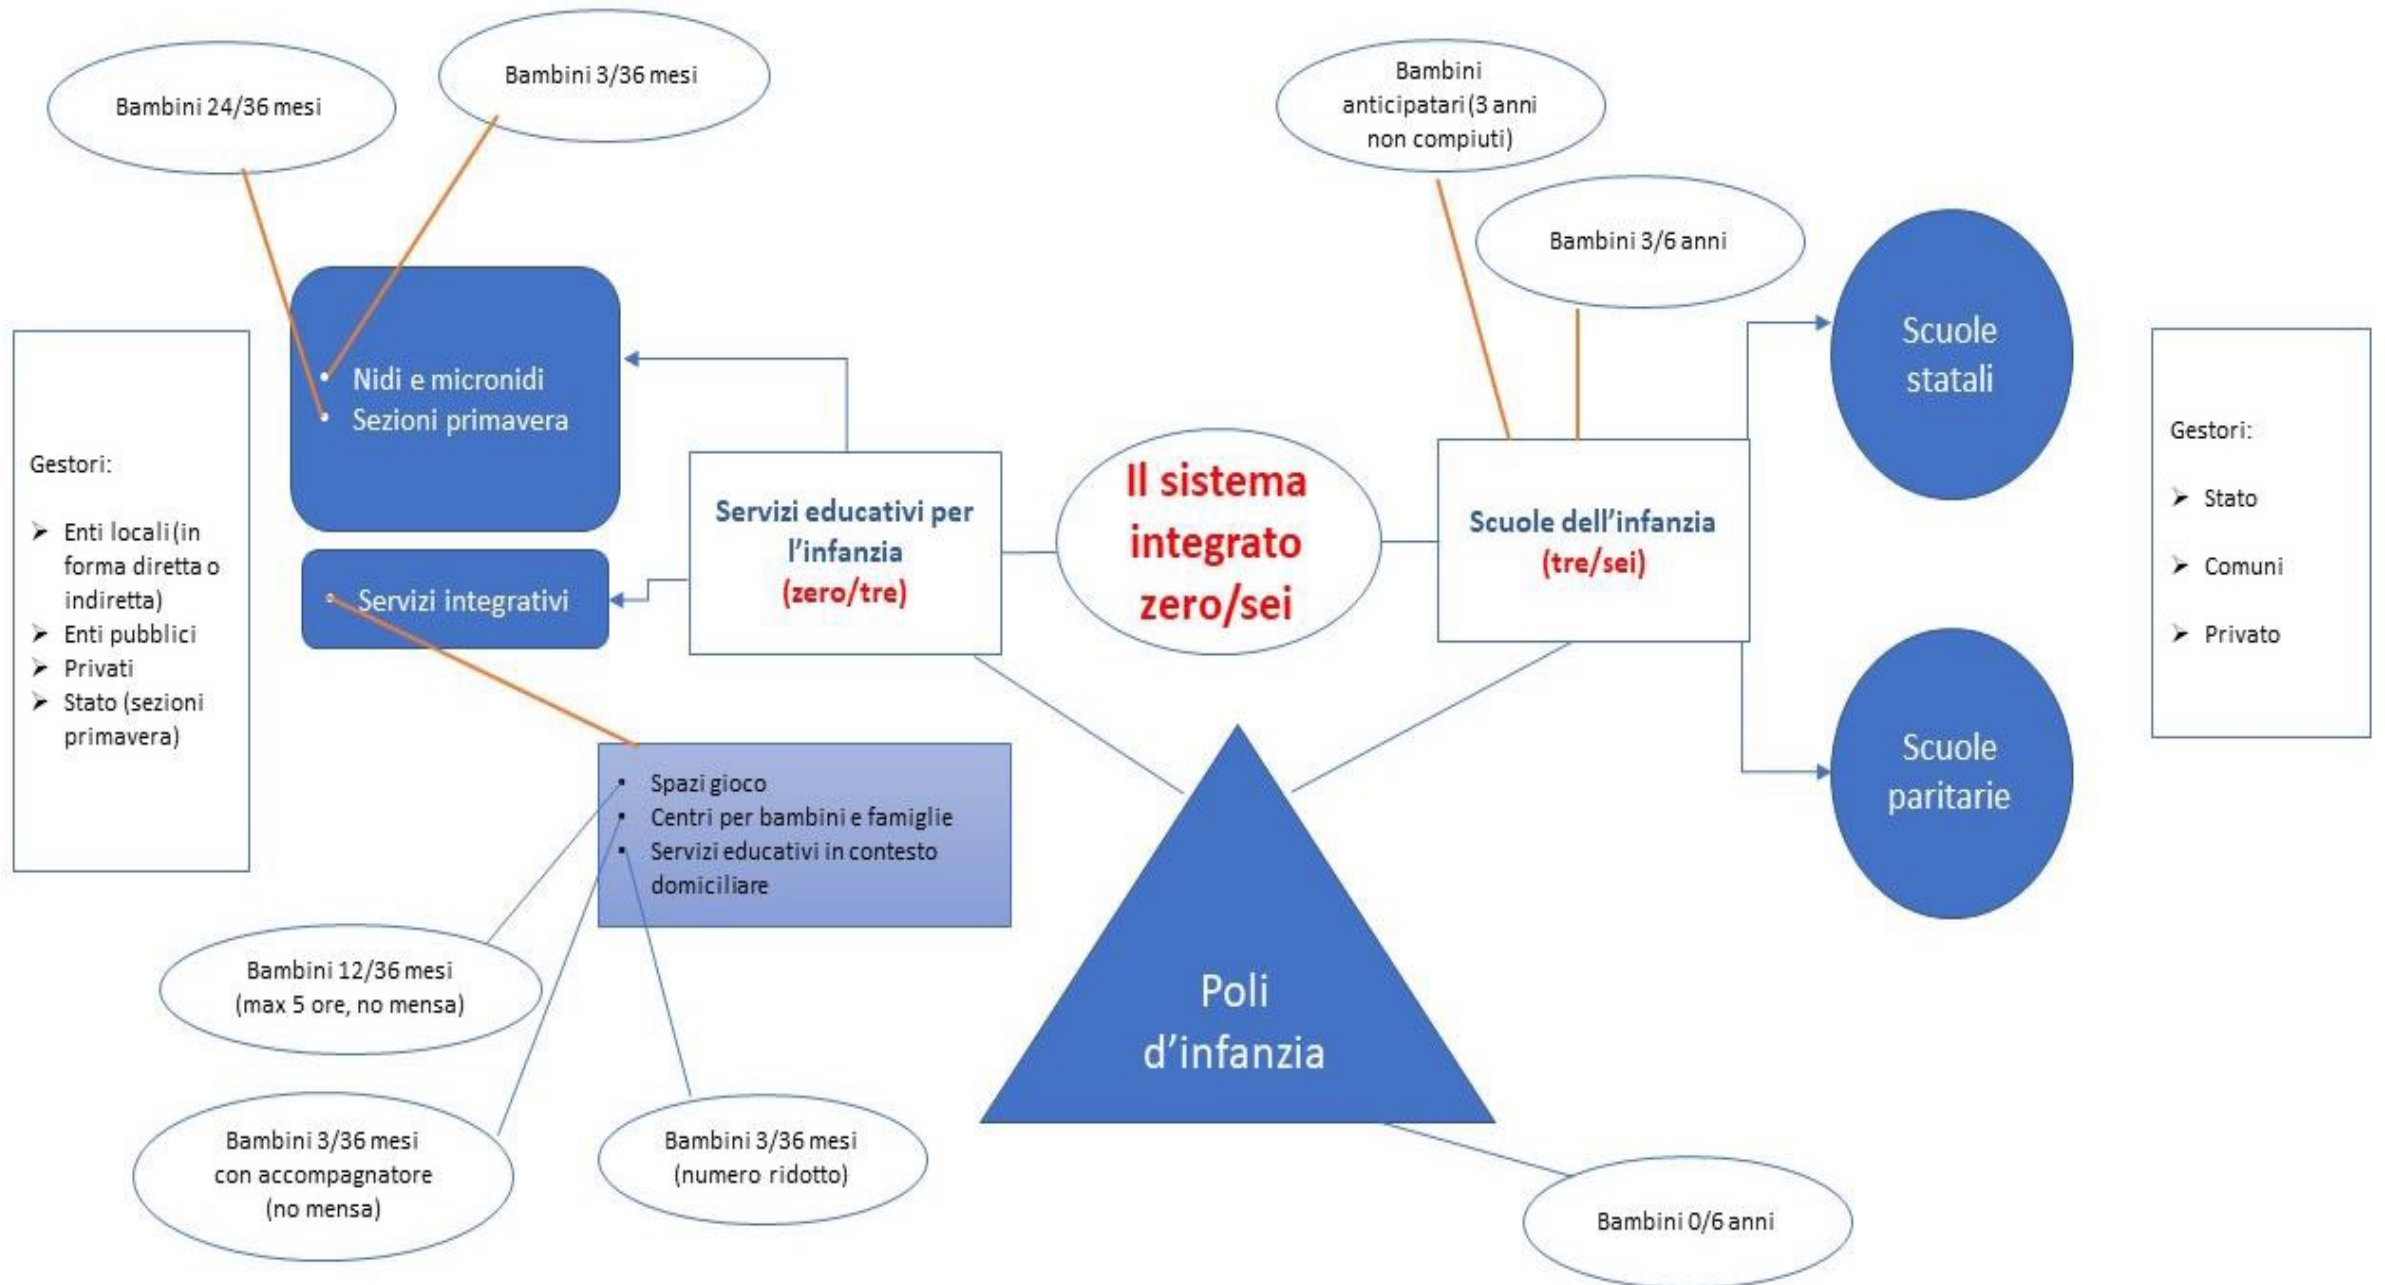 Bambini 24/36 mesi
Bambini 3/36 mesi
Bambini
anticipatari (3 anni
non compiuti)
Bambini 3/6 anni
Nidi e micronidi
Sezioni primavera
Servizi integrativi
Gestori:
Enti locali (in
forma diretta o
indiretta)
Enti pubblici
Privati
Stato (sezioni
primavera)
Servizi educativi per
l’infanzia
(zero/tre)
Il sistema
integrato
zero/sei
Scuole dell’infanzia
(tre/sei)
Scuole
statali
Scuole
paritarie
Gestori:
Stato
Comuni
Privato
Spazi gioco
Centri per bambini e famiglie
Servizi educativi in contesto
domiciliare
Bambini 12/36 mesi
(max 5 ore, no mensa)
Bambini 3/36 mesi
con accompagnatore
(no mensa)
Bambini 3/36 mesi
(numero ridotto)
Poli
d’infanzia
Bambini 0/6 anni